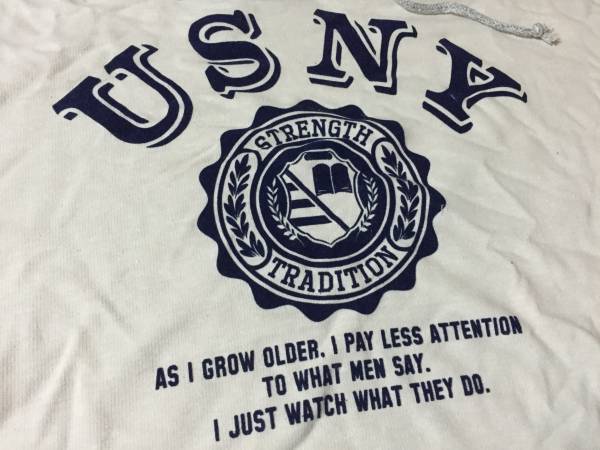 USNY
STRENGTH
TRADITION
AS I GROW OLDER, I PAY LESS ATTENTION
TO WHAT MEN SAY.
I JUST WATCH WHAT THEY DO.